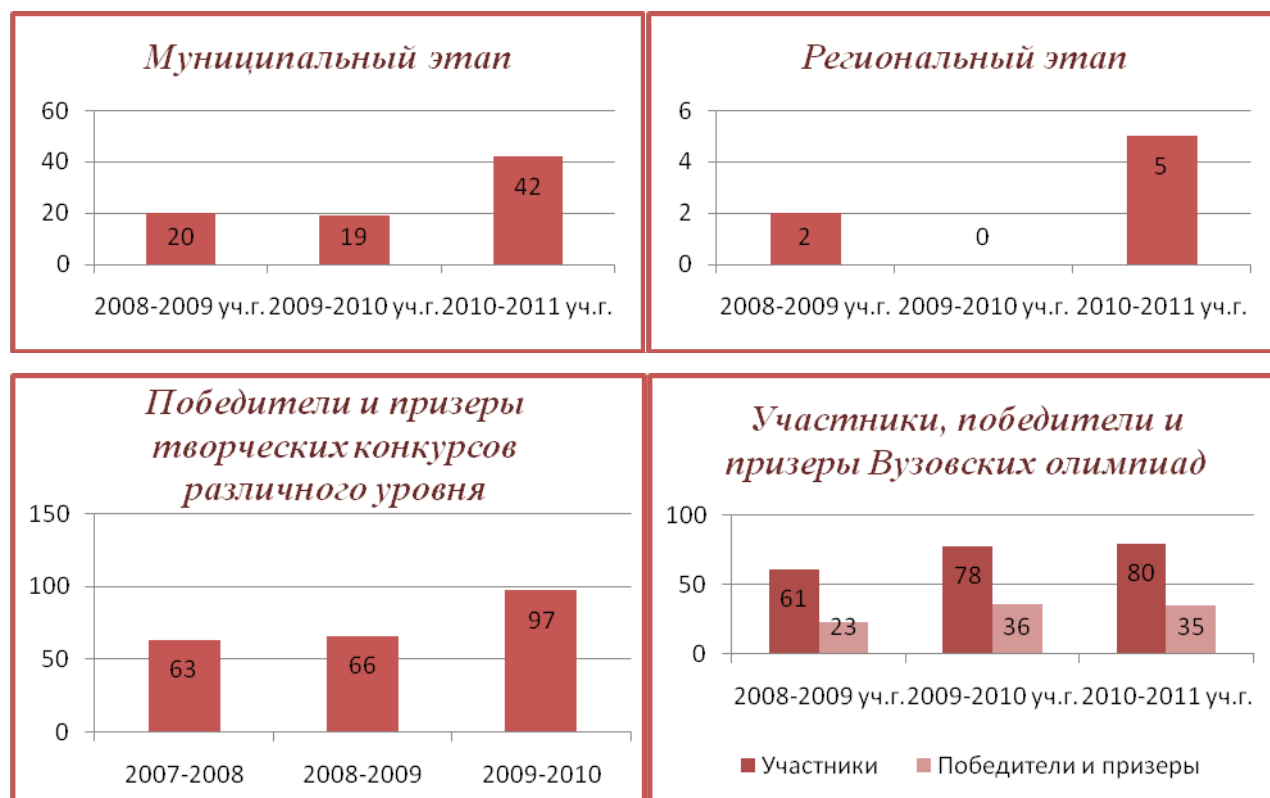 Муниципальный этап
60
40
20
0
20
19
42
2008-2009 уч.г. 2009-2010 уч.г. 2010-2011 уч.г.
Региональный этап
6
4
2
0
2
0
5
2008-2009 уч.г. 2009-2010 уч.г. 2010-2011 уч.г.
Победители и призеры
творческих конкурсов
различного уровня
150
100
50
0
63
66
97
2007-2008 2008-2009 2009-2010
Участники, победители и
призеры Вузовских олимпиад
100
50
0
61
23
78
36
80
35
2008-2009 уч.г. 2009-2010 уч.г. 2010-2011 уч.г.
Участники Победители и призеры